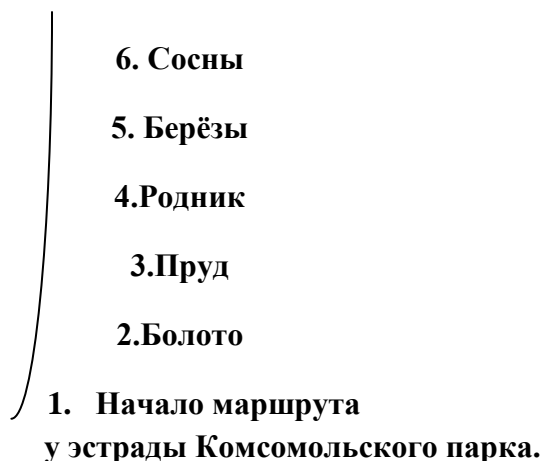 6. Сосны
5. Берёзы
4.Родник
3.Пруд
2.Болото
1. Начало маршрута
у эстрады Комсомольского парка.